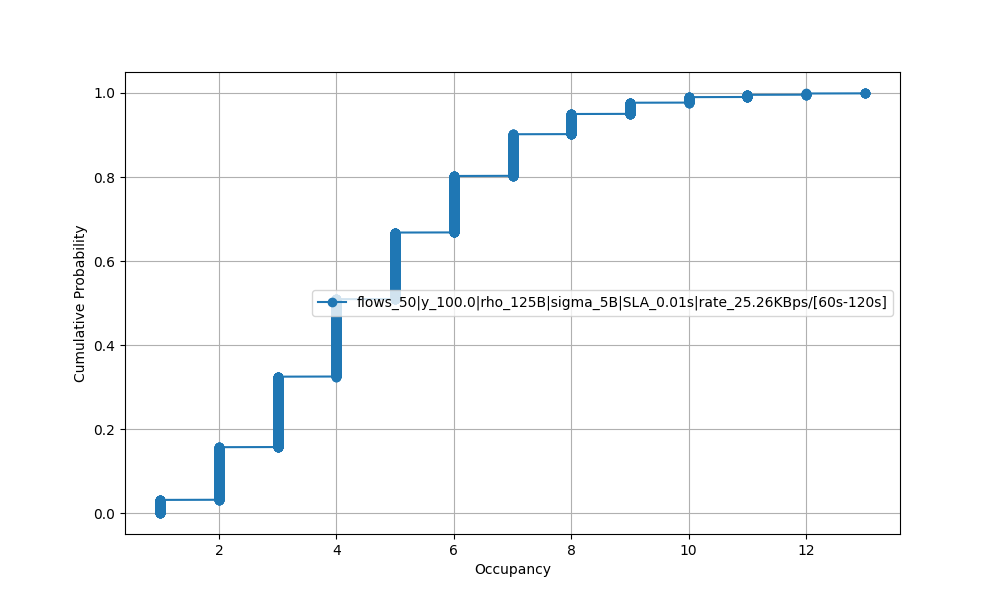 1.0
0.8
0.6
0.4
0.2
0.0
Cumulative Probability
flows_50|y_100.0|rho_125B|sigma_5B|SLA_0.01s|rate_25.26KBps/[60s-120s]
2 4 6 8 10 12
Occupancy